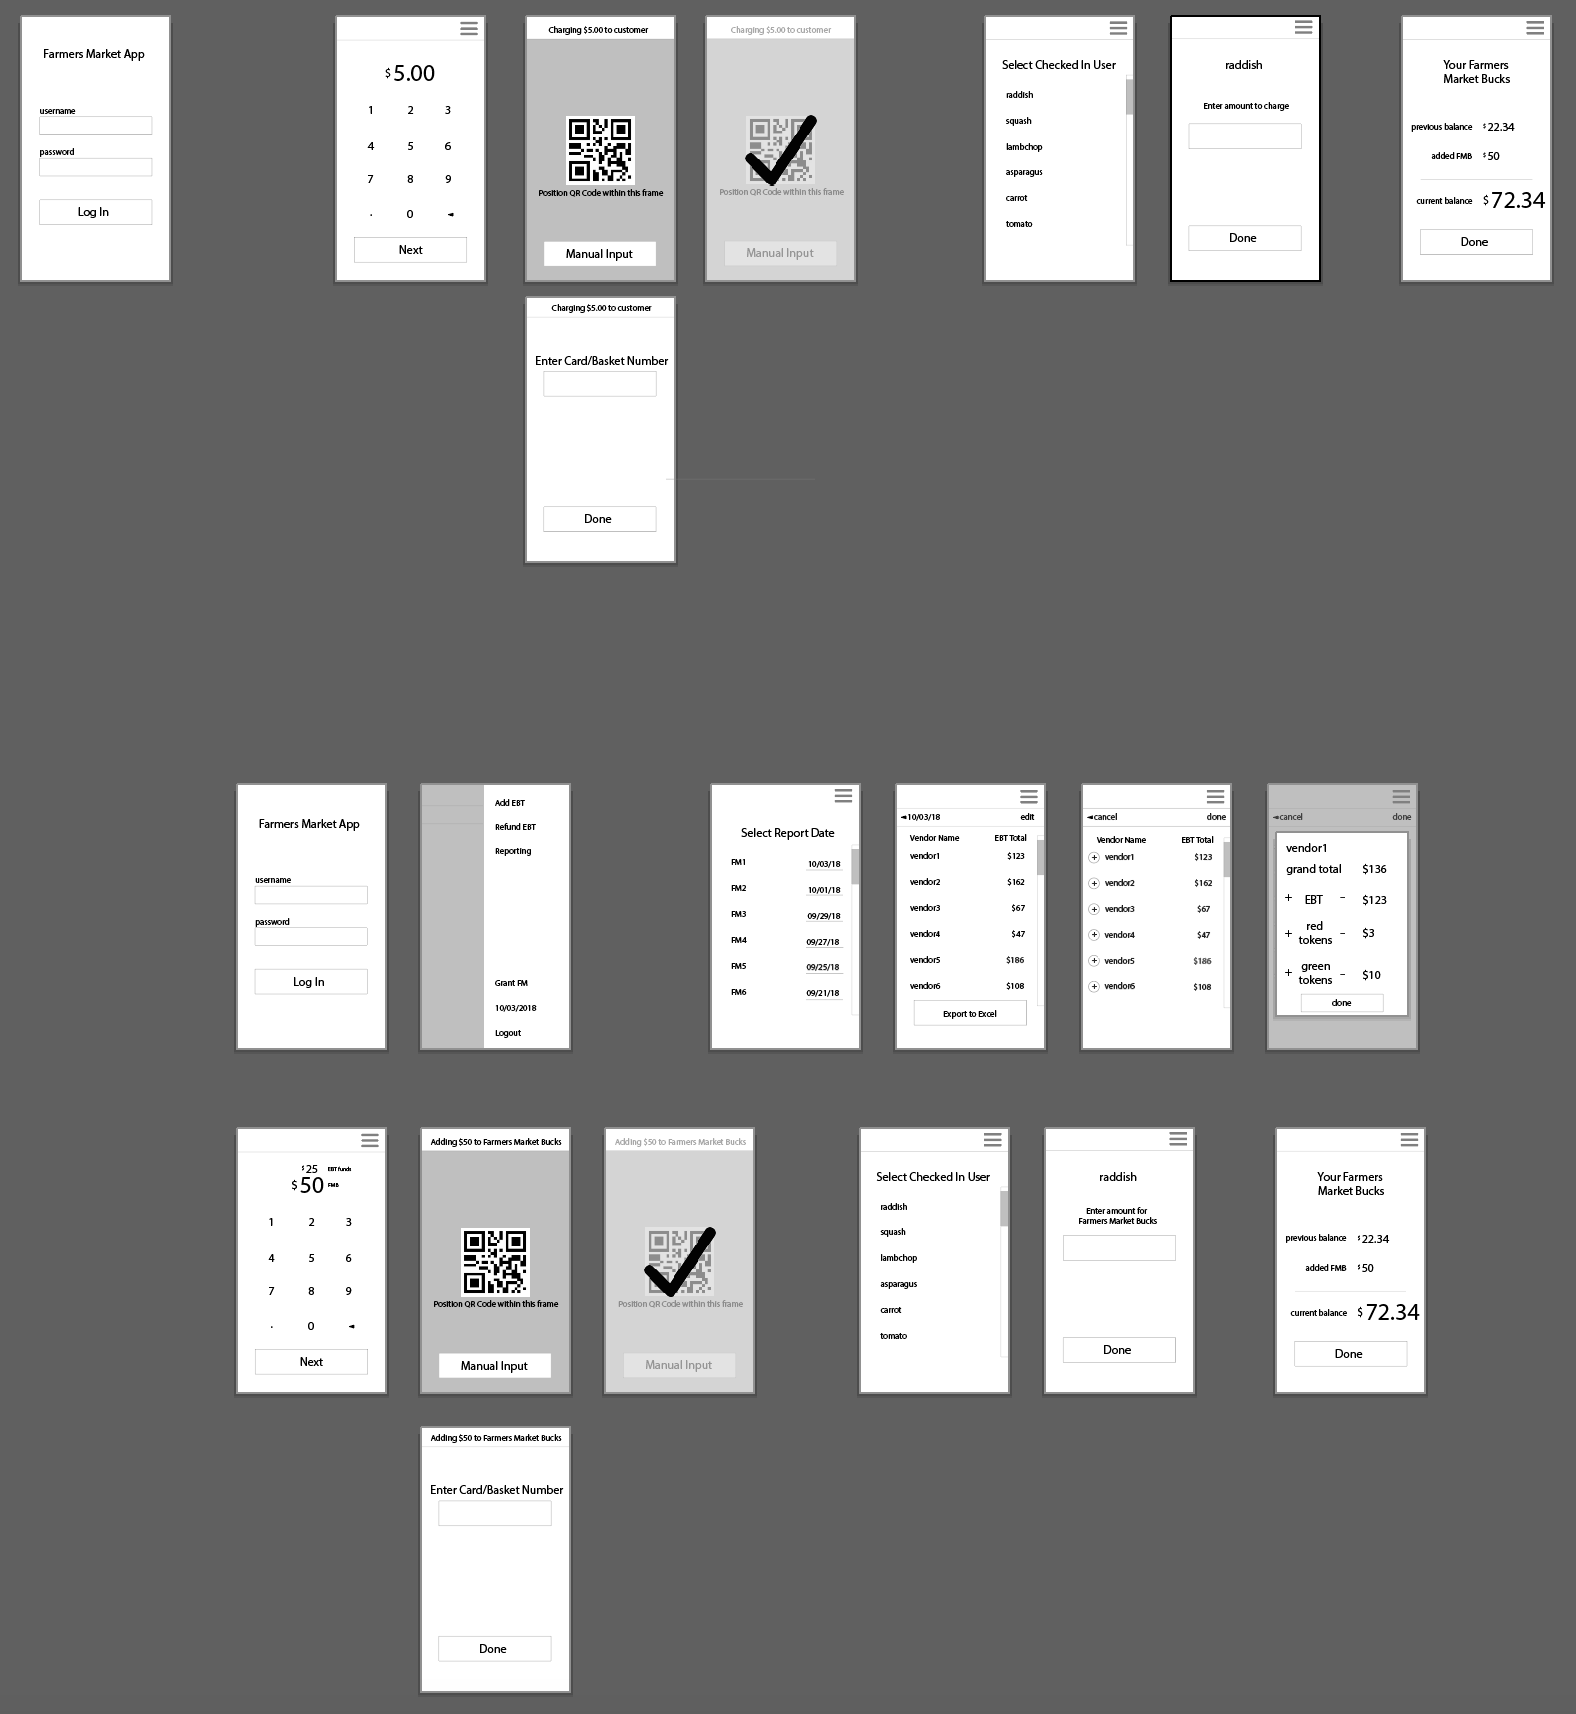 Farmers Market App
username
password
Log In
$ 5.00
1 2 3
4 5 6
7 8 9
. 0 ◄
Next
Charging $5.00 to customer
Position QR Code within this frame
Manual Input
Charging $5.00 to customer
Position QR Code within this frame
Manual Input
Select Checked In User
raddish
squash
lambchop
asparagus
carrot
tomato
raddish
Enter amount to charge
Done
Your Farmers
Market Bucks
previous balance $ 22.34
added FMB $ 50
current balance $ 72.34
Done
Charging $5.00 to customer
Enter Card/Basket Number
Done
Farmers Market App
username
password
Log In
Add EBT
Refund EBT
Reporting
Grant FM
10/03/2018
Logout
Select Report Date
FM1 10/03/18
FM2 10/01/18
FM3 09/29/18
FM4 09/27/18
FM5 09/25/18
FM6 09/21/18
◄10/03/18 edit
Vendor Name EBT Total
vendor1 $123
vendor2 $162
vendor3 $67
vendor4 $47
vendor5 $186
vendor6 $108
Export to Excel
◄cancel done
Vendor Name EBT Total
+ vendor1 $123
+ vendor2 $162
+ vendor3 $67
+ vendor4 $47
+ vendor5 $186
+ vendor6 $108
◄cancel done
vendor1
grand total $136
+ EBT - $123
+ red
tokens - $3
+ green
tokens - $10
done
$ 25 EBT funds
$ 50 FMB
1 2 3
4 5 6
7 8 9
. 0 ◄
Next
Adding $50 to Farmers Market Bucks
Position QR Code within this frame
Manual Input
Adding $50 to Farmers Market Bucks
Position QR Code within this frame
Manual Input
Select Checked In User
raddish
squash
lambchop
asparagus
carrot
tomato
raddish
Enter amount for
Farmers Market Bucks
Done
Your Farmers
Market Bucks
previous balance $ 22.34
added FMB $ 50
current balance $ 72.34
Done
Adding $50 to Farmers Market Bucks
Enter Card/Basket Number
Done